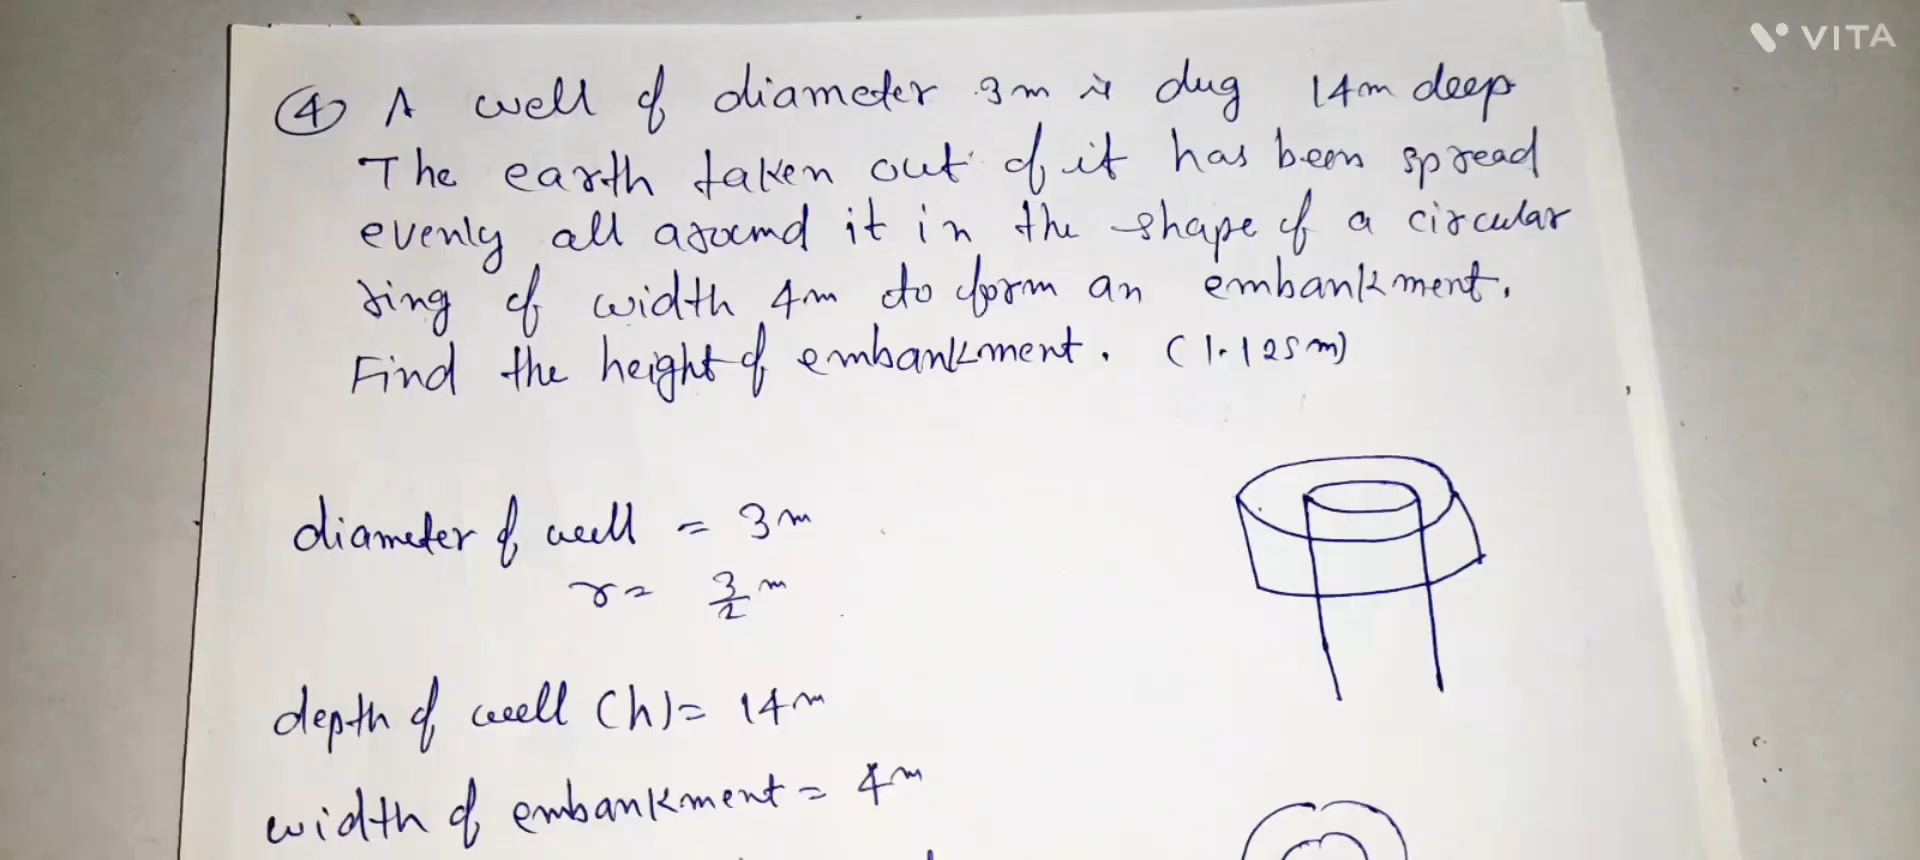 VITA
④ A well of diameter 3m is dug 14m deep
The earth taken out of it has been spread
evenly all around it in the shape of a circular
ring of width 4m to form an embankment.
Find the height of embankment. (1.125m)
diameter of well = 3m
r = 3/2 m
depth of well (h) = 14m
width of embankment = 4m